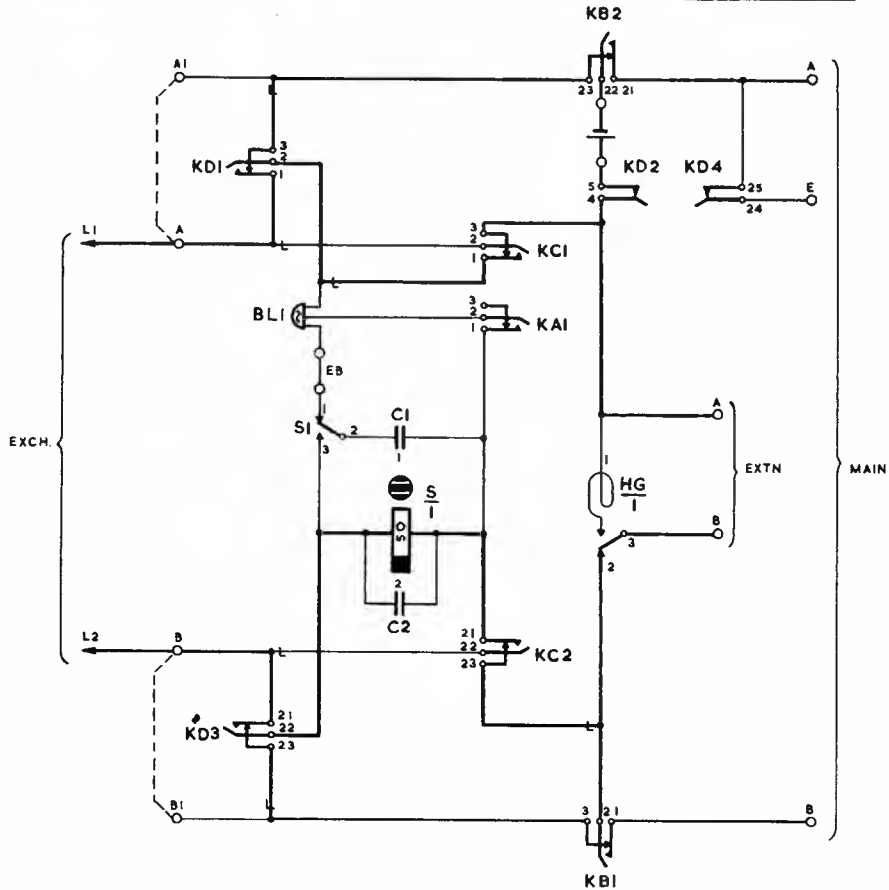 KB2
A1
A
23 22 21
KD1
3
2
1
KD2
KD4
5
4
25
24
E
L1
A
L
L
3
2
1
KC1
L
BL1
3
2
1
KA1
EB
1
S1
2
3
C1
1
A
EXCH.
EXTN
MAIN
1
HG
1
S
1
SO
3
2
B
2
C2
L2
B
L
21
22
23
KC2
KD3
21
22
23
L
L
B1
3 2 1
B
KB1